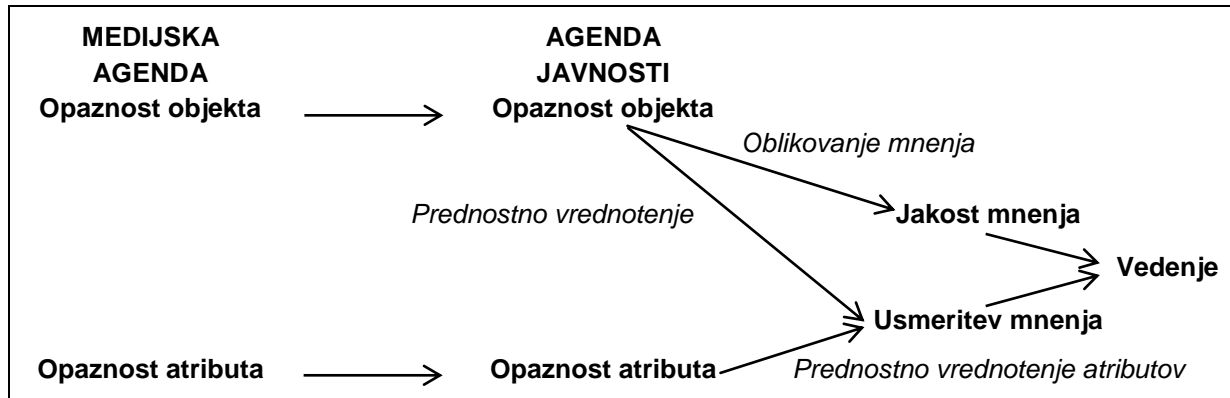 MEDIJSKA
AGENDA
Opaznost objekta
AGENDA
JAVNOSTI
Opaznost objekta
Oblikovanje mnenja
Prednostno vrednotenje
Jakost mnenja
Vedenje
Usmeritev mnenja
Opaznost atributa
Opaznost atributa
Prednostno vrednotenje atributov